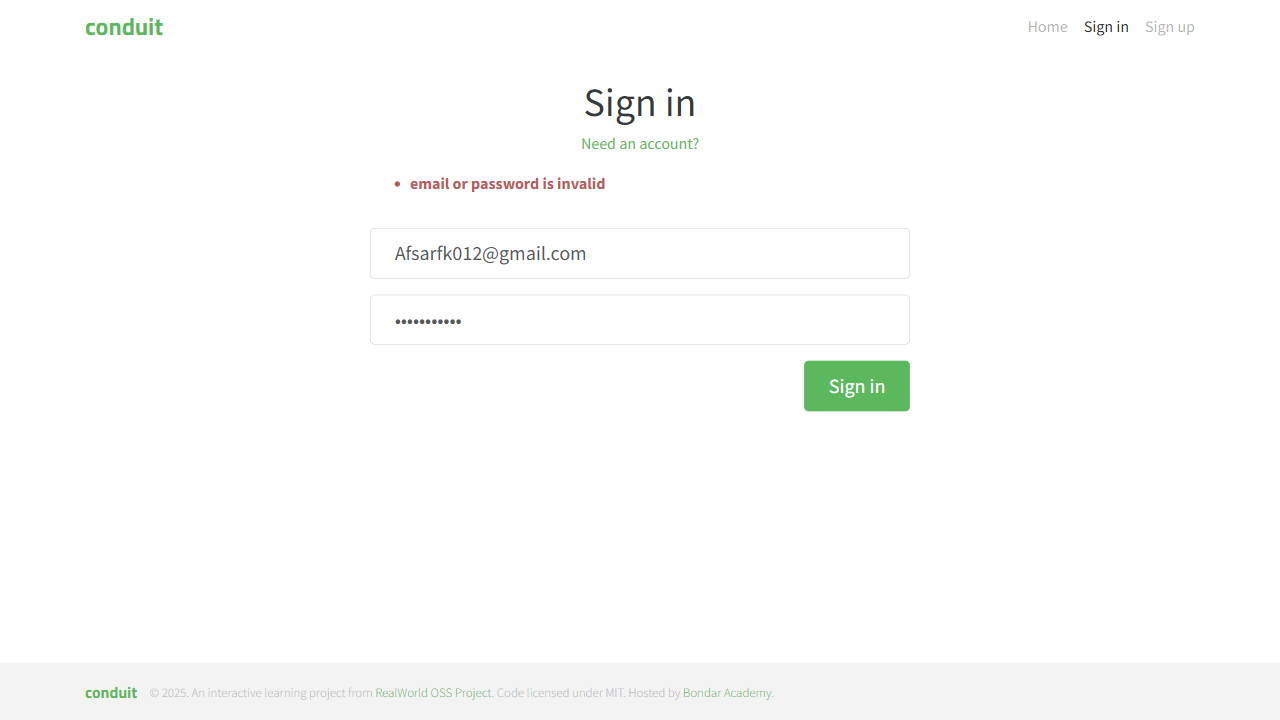 conduit
Home Sign in Sign up
Sign in
Need an account?
• email or password is invalid
Afsarfk012@gmail.com
•••••••••••
Sign in
conduit © 2025. An interactive learning project from RealWorld OSS Project. Code licensed under MIT. Hosted by Bondar Academy.